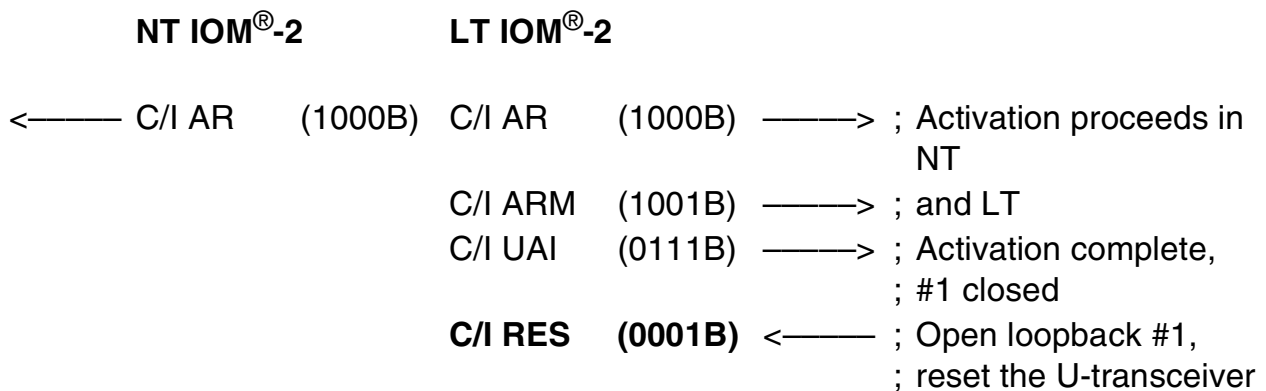 NT IOM®-2 LT IOM®-2
<––––– C/I AR (1000B) C/I AR (1000B) –––––> ; Activation proceeds in
NT
C/I ARM (1001B) –––––> ; and LT
C/I UAI (0111B) –––––> ; Activation complete,
; #1 closed
C/I RES (0001B) <––––– ; Open loopback #1,
; reset the U-transceiver